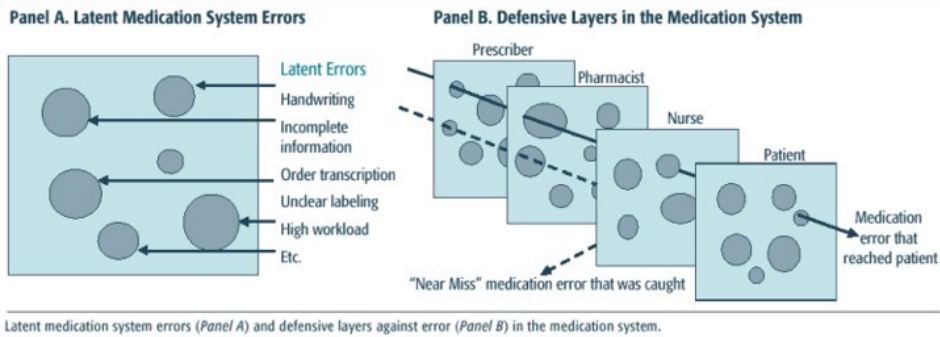 Panel A. Latent Medication System Errors
Latent Errors
Handwriting
Incomplete
information
Order transcription
Unclear labeling
High workload
Etc.
Panel B. Defensive Layers in the Medication System
Prescriber
Pharmacist
Nurse
Patient
Medication
error that
reached patient
"Near Miss" medication error that was caught
Latent medication system errors (Panel A) and defensive layers against error (Panel B) in the medication system.